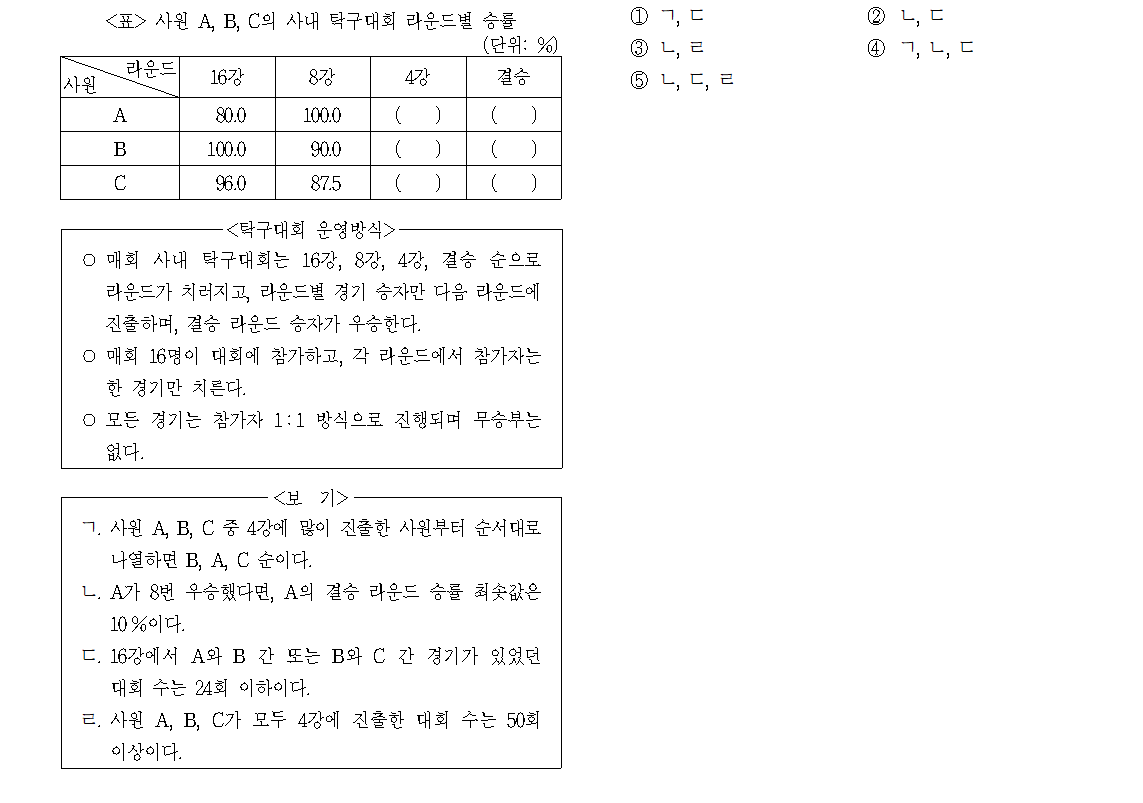 <표> 사원 A, B, C의 사내 탁구대회 라운드별 승률
(단위: %)
라운드
사원
16강 8강 4강 결승
A 80.0 100.0 ( ) ( )
B 100.0 90.0 ( ) ( )
C 96.0 87.5 ( ) ( )
<탁구대회 운영방식>
○ 매회 사내 탁구대회는 16강, 8강, 4강, 결승 순으로
라운드가 치러지고, 라운드별 경기 승자만 다음 라운드에
진출하며, 결승 라운드 승자가 우승한다.
○ 매회 16명이 대회에 참가하고, 각 라운드에서 참가자는
한 경기만 치른다.
○ 모든 경기는 참가자 1:1 방식으로 진행되며 무승부는
없다.
<보 기>
ㄱ. 사원 A, B, C 중 4강에 많이 진출한 사원부터 순서대로
나열하면 B, A, C 순이다.
ㄴ. A가 8번 우승했다면, A의 결승 라운드 승률 최솟값은
10%이다.
ㄷ. 16강에서 A와 B 간 또는 B와 C 간 경기가 있었던
대회 수는 24회 이하이다.
ㄹ. 사원 A, B, C가 모두 4강에 진출한 대회 수는 50회
이상이다.
① ㄱ, ㄷ
② ㄴ, ㄷ
③ ㄴ, ㄹ
④ ㄱ, ㄴ, ㄷ
⑤ ㄴ, ㄷ, ㄹ